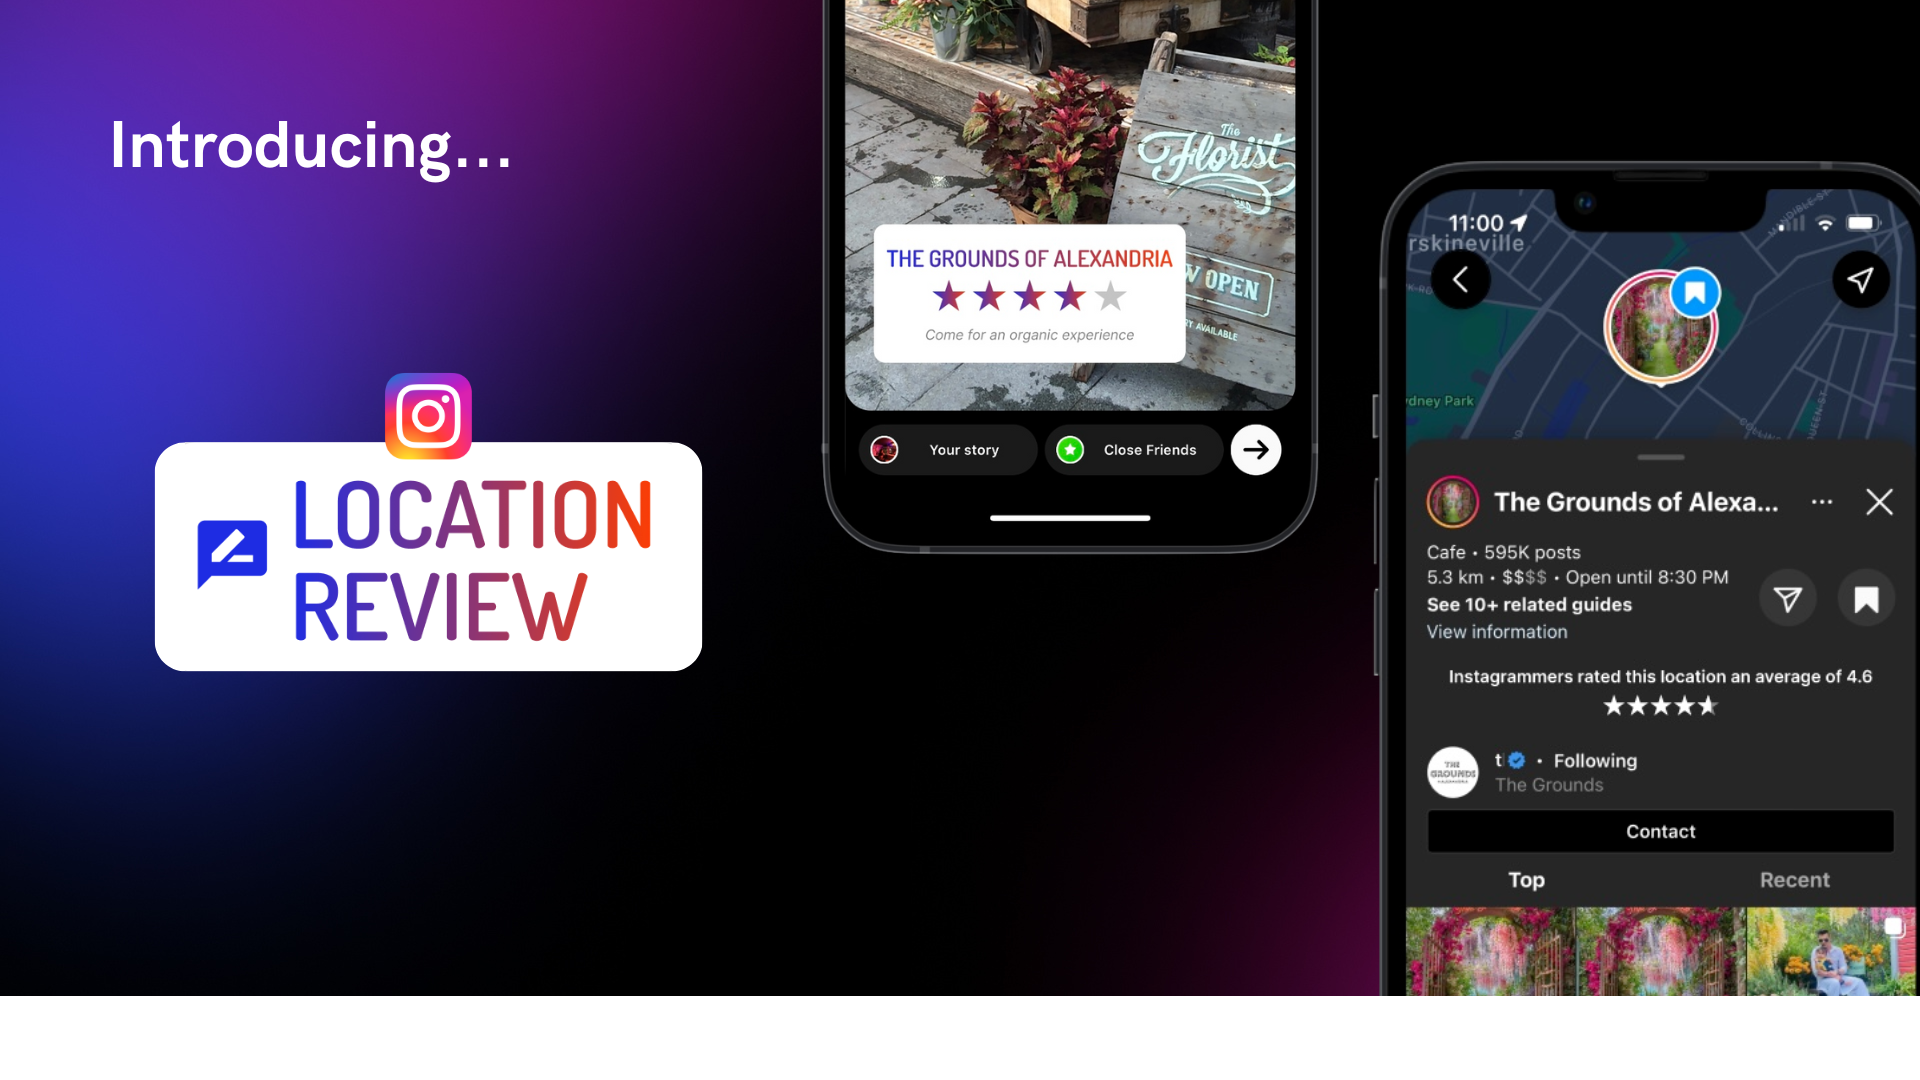 Introducing...
LOCATION
REVIEW
The
Florist
W OPEN
AVAILABLE
THE GROUNDS OF ALEXANDRIA
Come for an organic experience
Your story
Close Friends
11:00
rskineville
dney Park
The Grounds of Alexa...
Cafe • 595K posts
5.3 km • $$$$ • Open until 8:30 PM
See 10+ related guides
View information
Instagrammers rated this location an average of 4.6
THE
GROUNDS
t • Following
The Grounds
Contact
Top
Recent